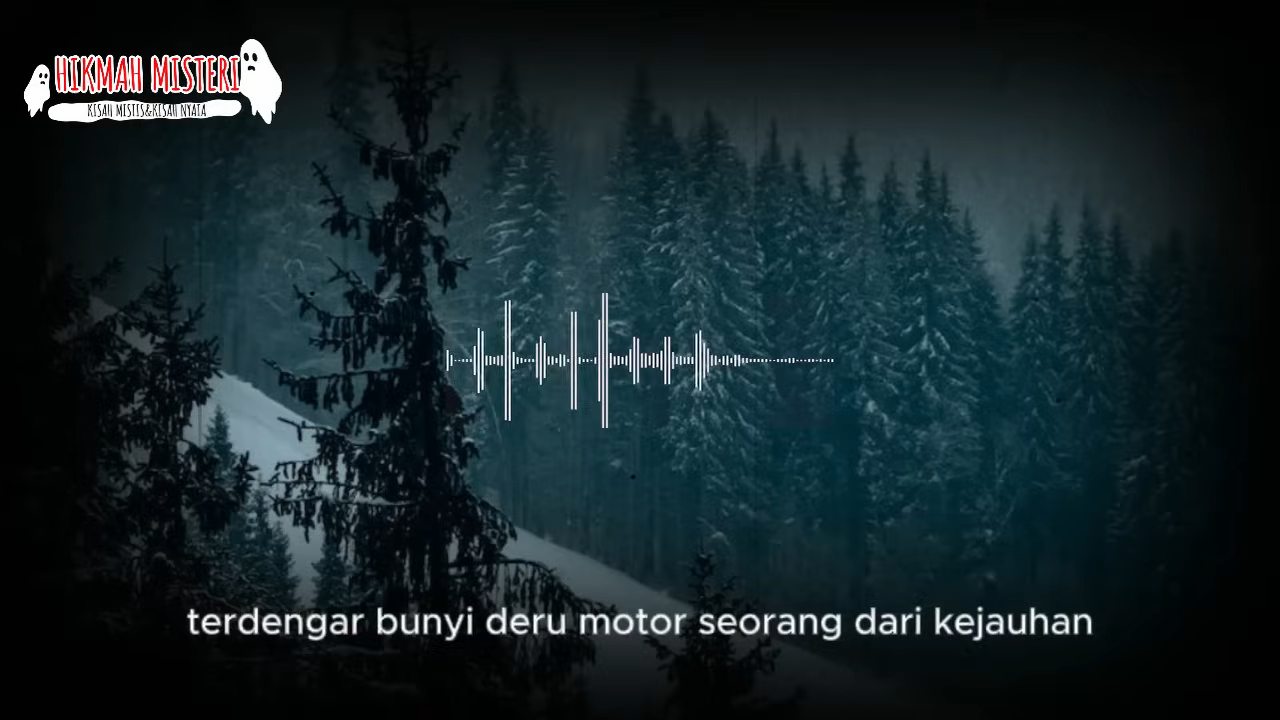 HIKMAH MISTERI
KISAH MISTIS&KISAH NYATA
terdengar bunyi deru motor seorang dari kejauhan